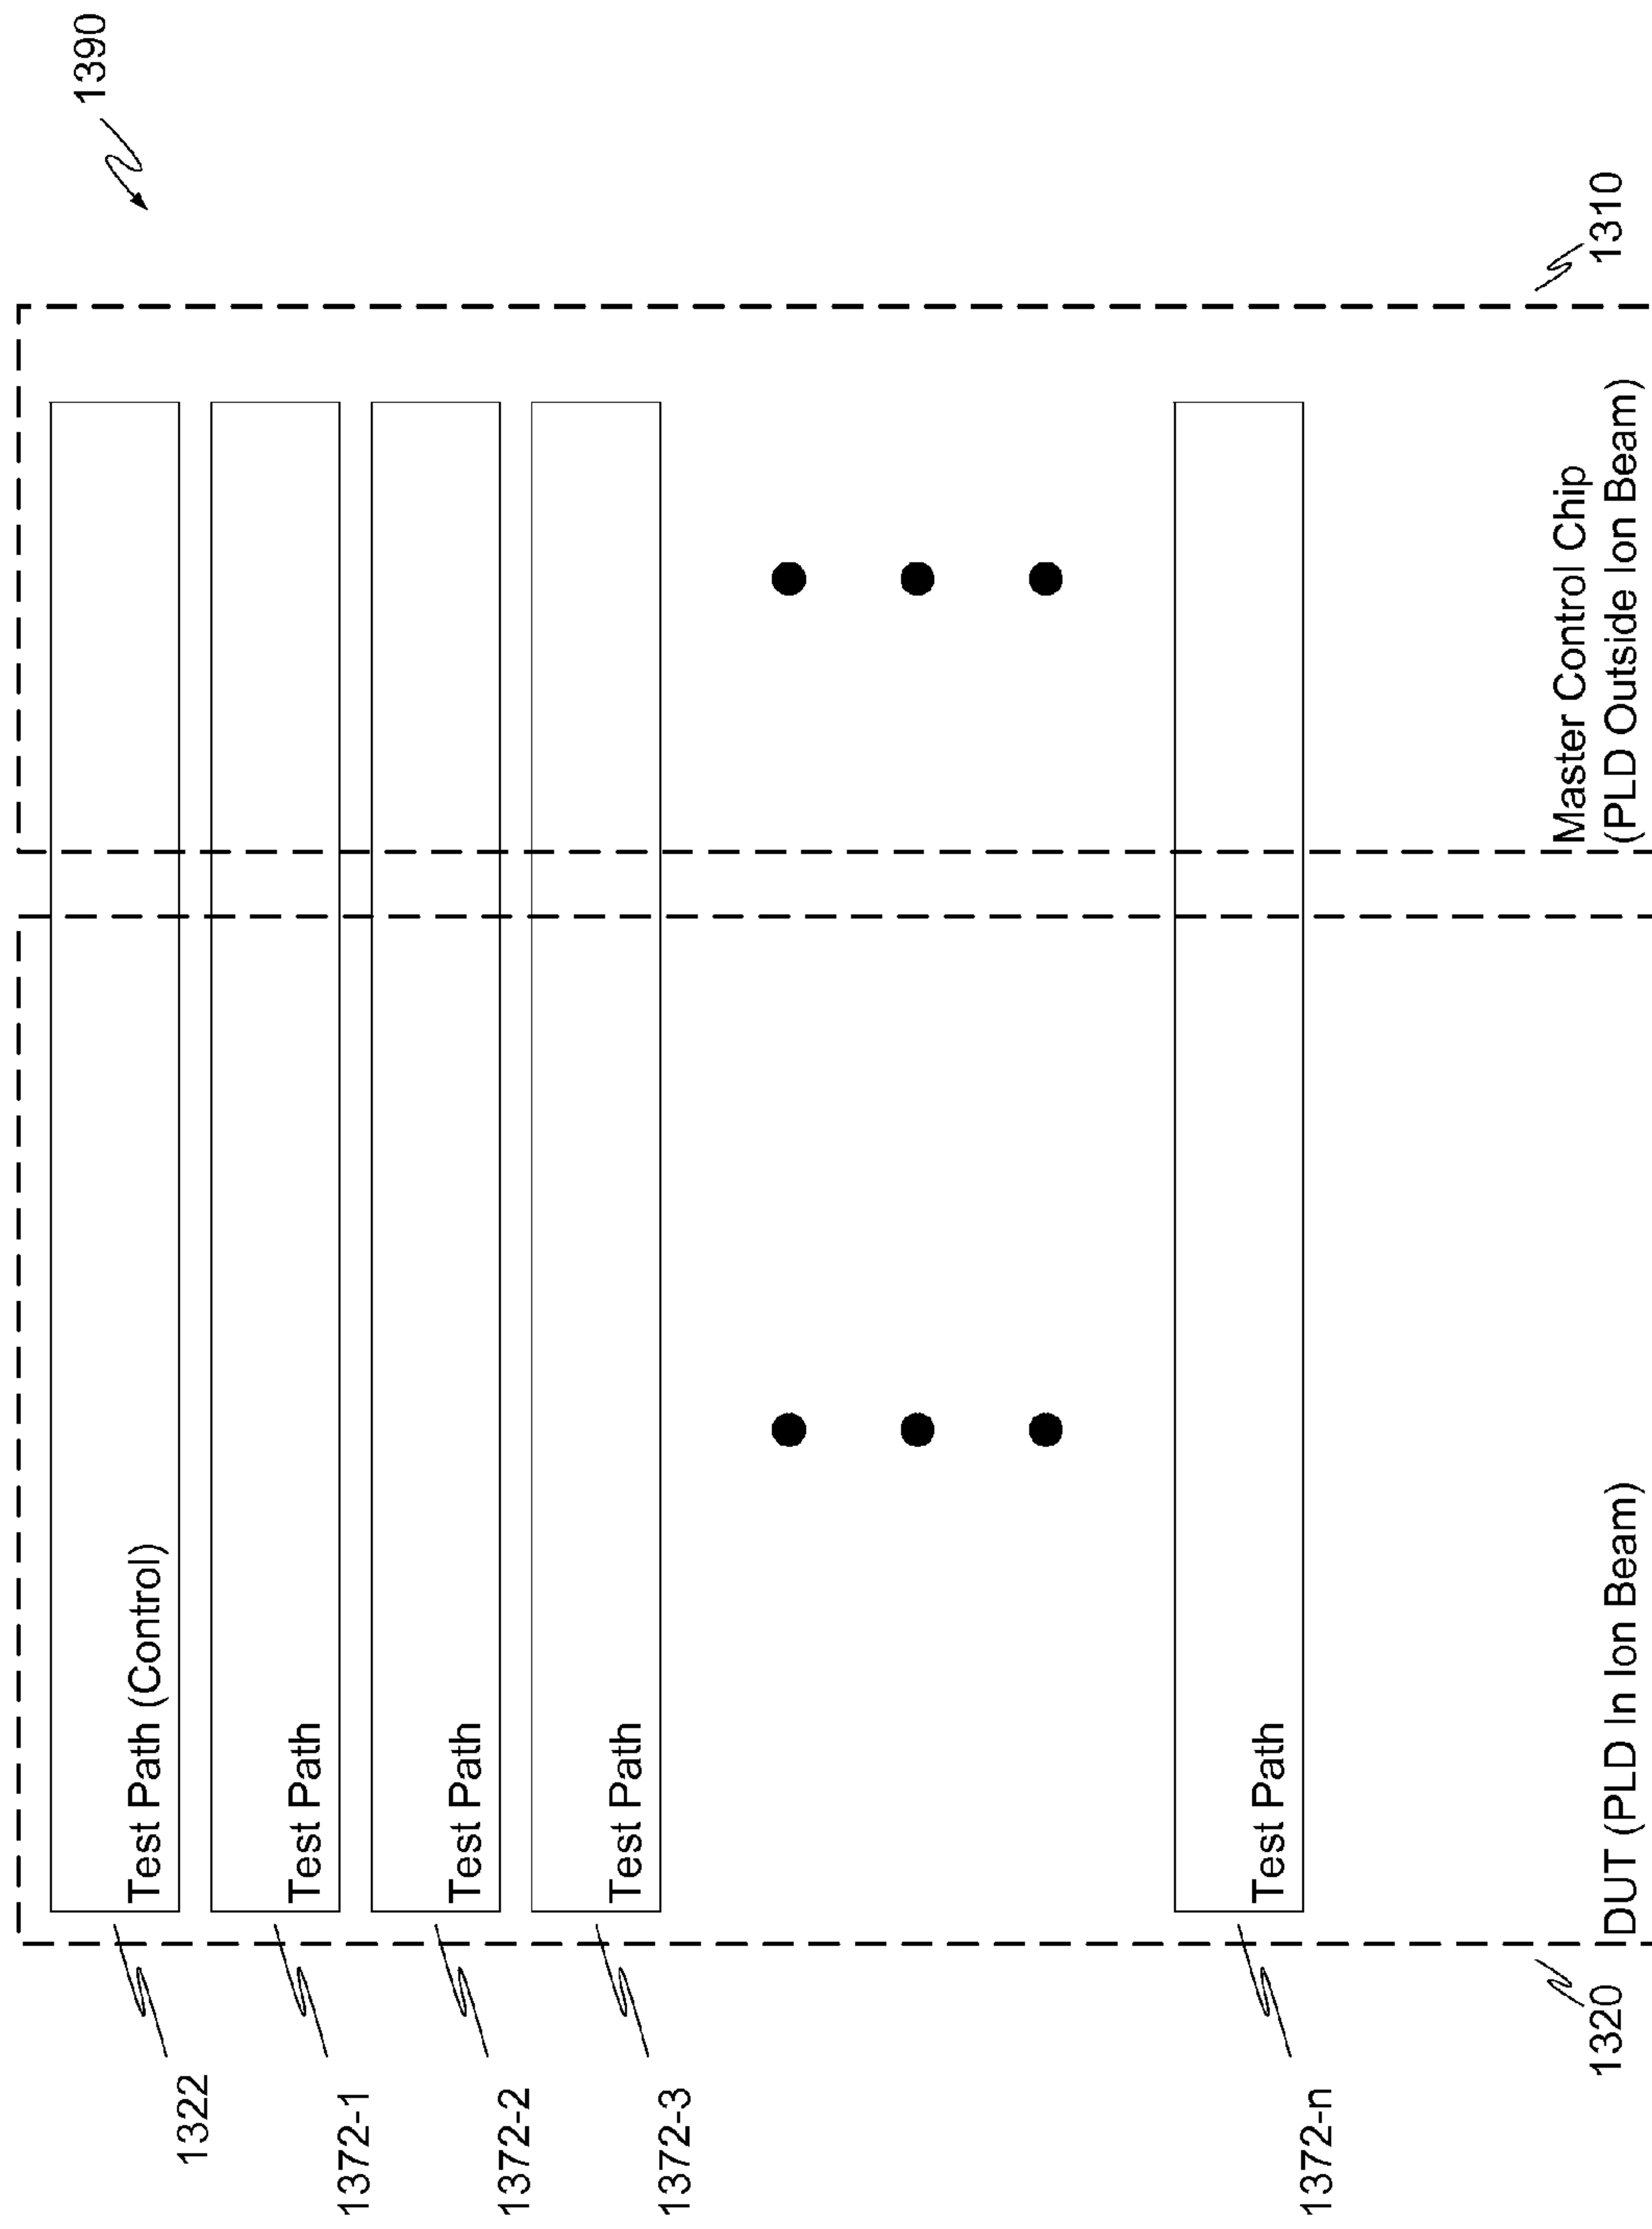 1390
1322
Test Path (Control)
1372-1
Test Path
1372-2
Test Path
1372-3
Test Path
1372-n
Test Path
Master Control Chip
(PLD Outside Ion Beam)
DUT (PLD In Ion Beam)
1320
1310